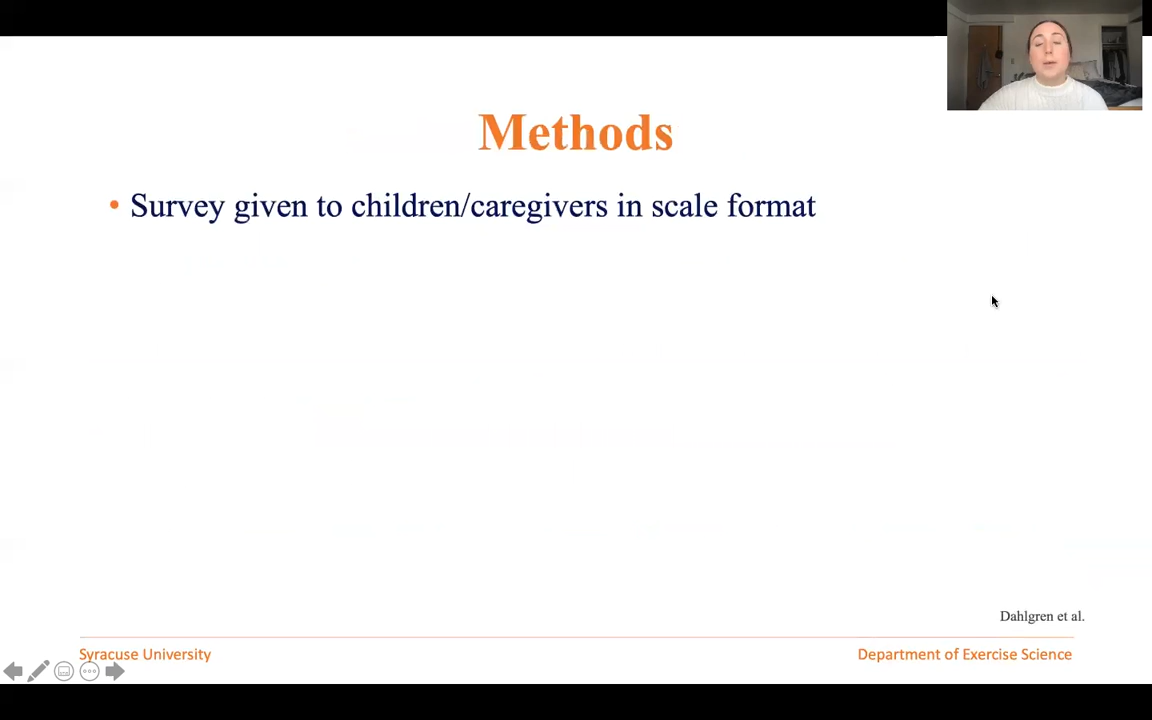 Methods
• Survey given to children/caregivers in scale format
Dahlgren et al.
Syracuse University
Department of Exercise Science